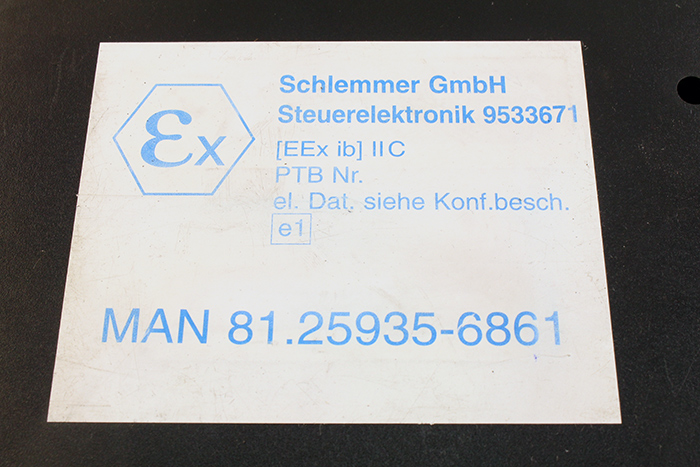 Ex
Schlemmer GmbH
Steuerelektronik 9533671
[EEx ib] IIC
PTB Nr.
el. Dat. siehe Konf.besch.
e1
MAN 81.25935-6861